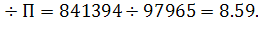 ÷ Π = 841394 ÷ 97965 = 8.59.